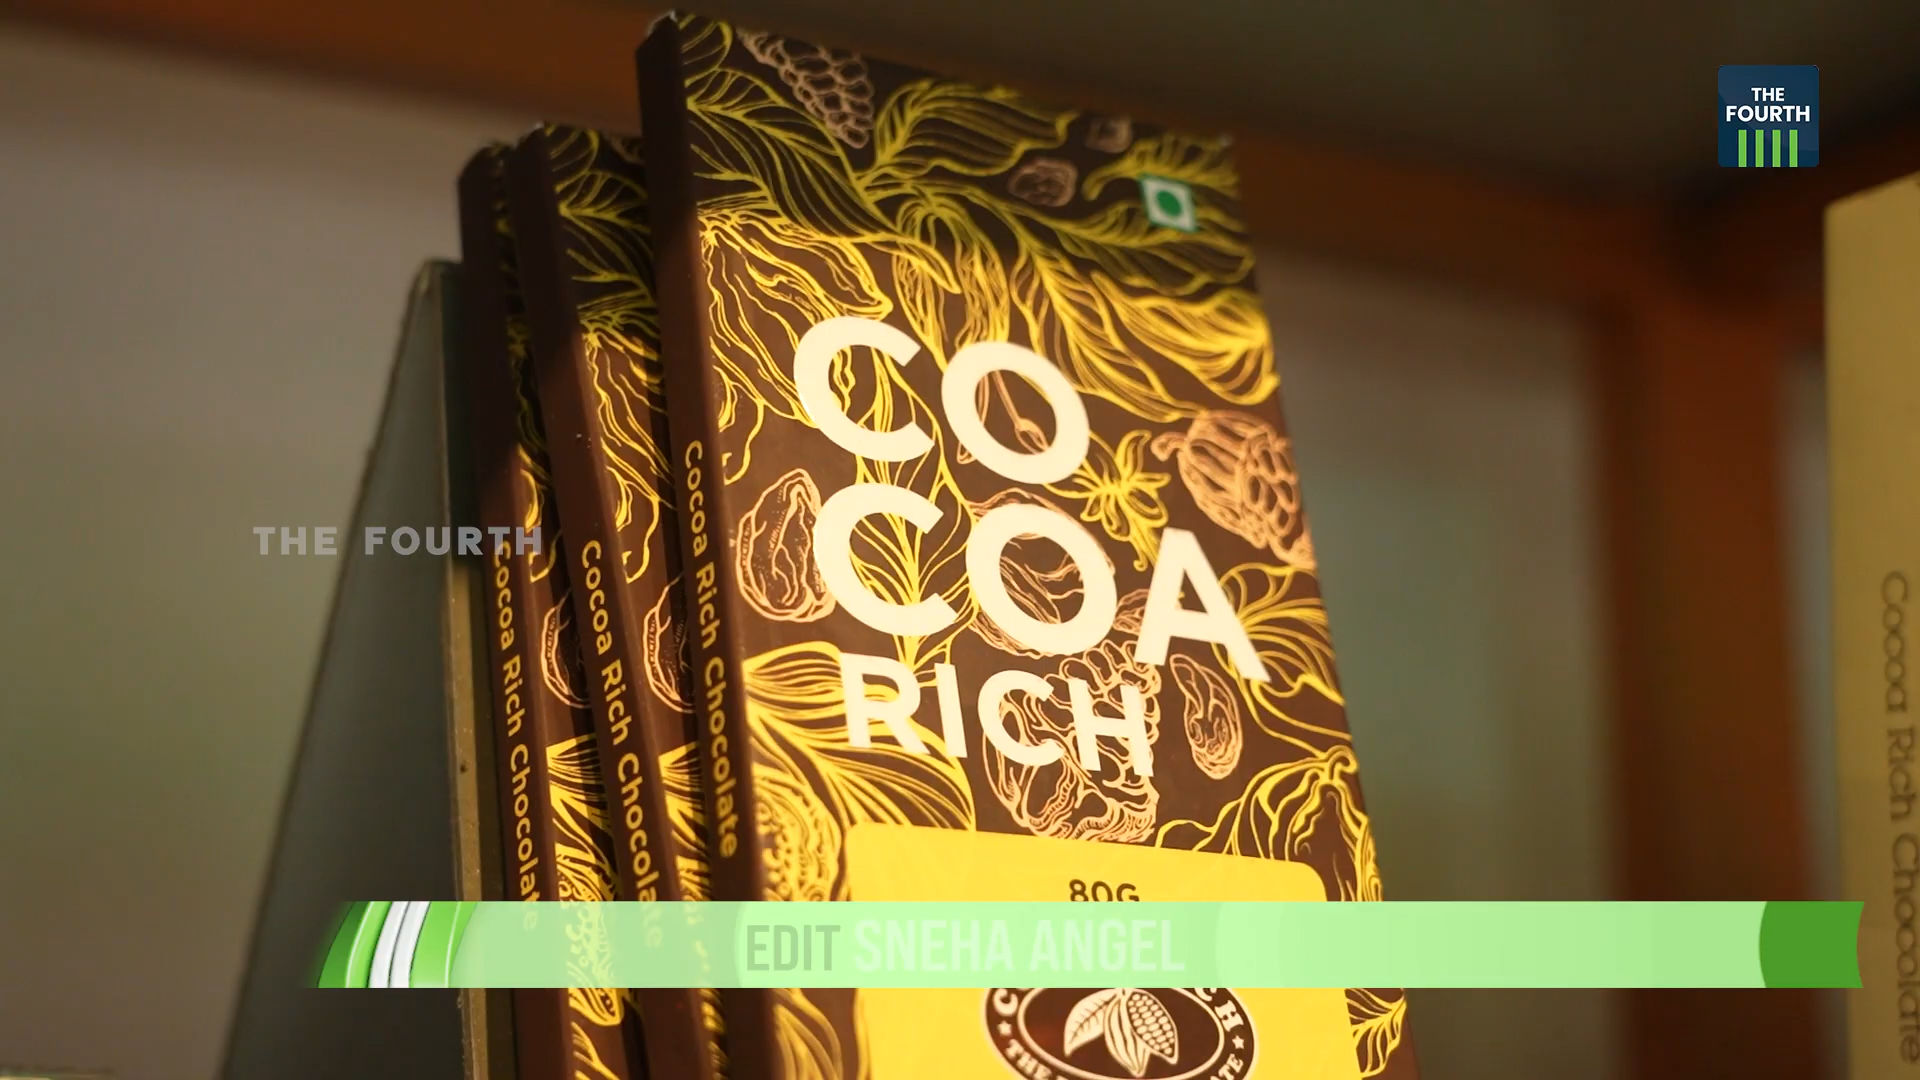 THE
FOURTH
CO
COA
RICH
Cocoa Rich Chocolate
Cocoa Rich Chocolate
Cocoa Rich Chocolate
Cocoa Rich Chocolate
THE FOURTH
80G
EDIT SNEHA ANGEL
THE